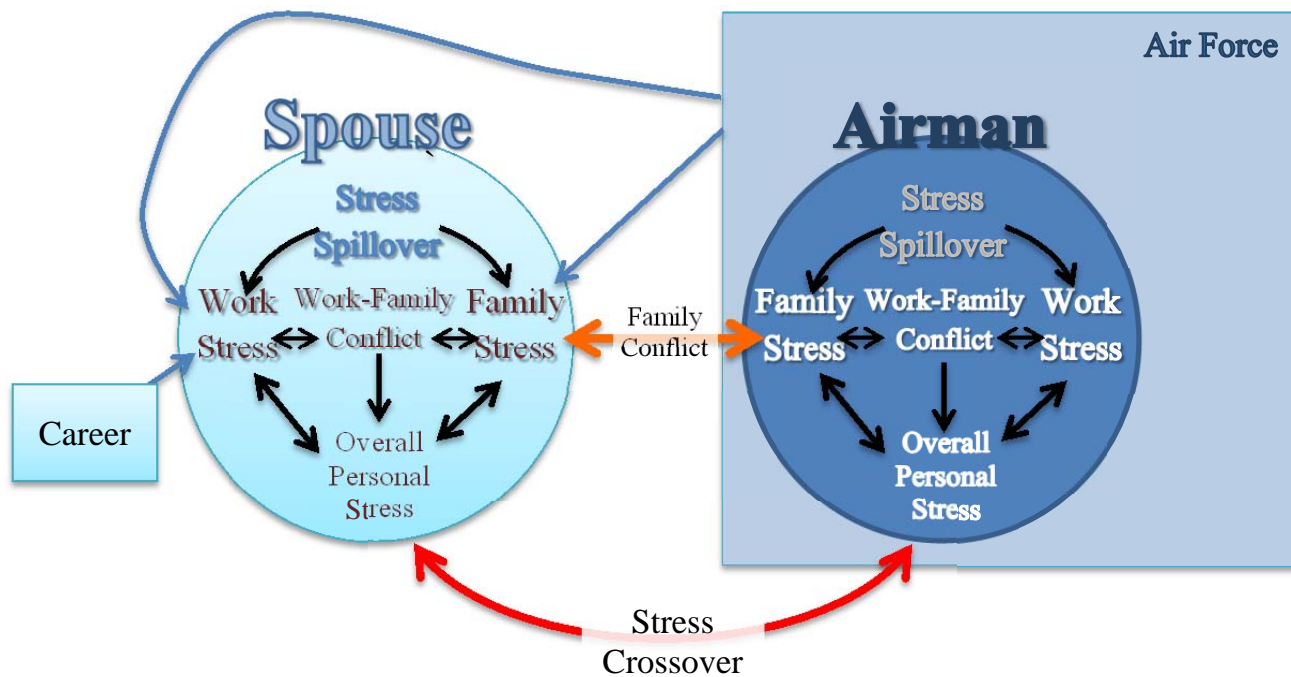 Air Force
Spouse
Stress
Spillover
Work
Stress
Work-Family
Conflict
Family
Stress
Overall
Personal
Stress
Career
Family
Conflict
Airman
Stress
Spillover
Family
Stress
Work-Family
Conflict
Work
Stress
Overall
Personal
Stress
Stress
Crossover